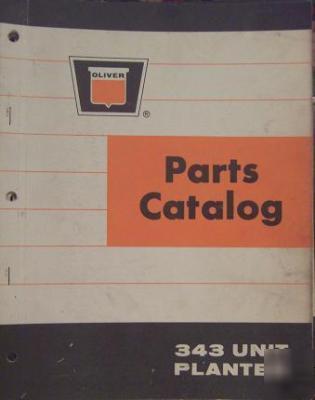 OLIVER
®
Parts
Catalog
343 UNIT
PLANTE